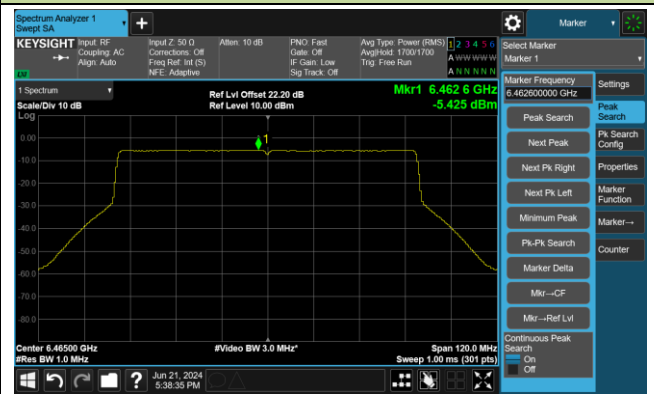 Spectrum Analyzer 1
Swept SA
+
Marker
KEYSIGHT
Input: RF
Coupling: AC
Align: Auto
Input Z: 50 Ω
Corrections: Off
Freq Ref: Int (S)
NFE: Adaptive
Atten: 10 dB
PNO: Fast
Gate: Off
IF Gain: Low
Sig Track: Off
Avg Type: Power (RMS)
Avg|Hold: 1700/1700
Trig: Free Run
1 2 3 4 5 6
A W W W W W
A N N N N N
Select Marker
Marker 1
LXI
1 Spectrum
Scale/Div 10 dB
Log
Ref Lvl Offset 22.20 dB
Ref Level 10.00 dBm
Mkr1 6.462 6 GHz
-5.425 dBm
1
0.00
-10.0
-20.0
-30.0
-40.0
-50.0
-60.0
-70.0
-80.0
Center 6.46500 GHz
#Res BW 1.0 MHz
#Video BW 3.0 MHz*
Span 120.0 MHz
Sweep 1.00 ms (301 pts)
Marker Frequency
6.462600000 GHz
Peak Search
Next Peak
Next Pk Right
Next Pk Left
Minimum Peak
Pk-Pk Search
Marker Delta
Mkr→CF
Mkr→Ref Lvl
Continuous Peak
Search
On
Off
Settings
Peak
Search
Pk Search
Config
Properties
Marker
Function
Marker→
Counter
?
Jun 21, 2024
5:38:35 PM